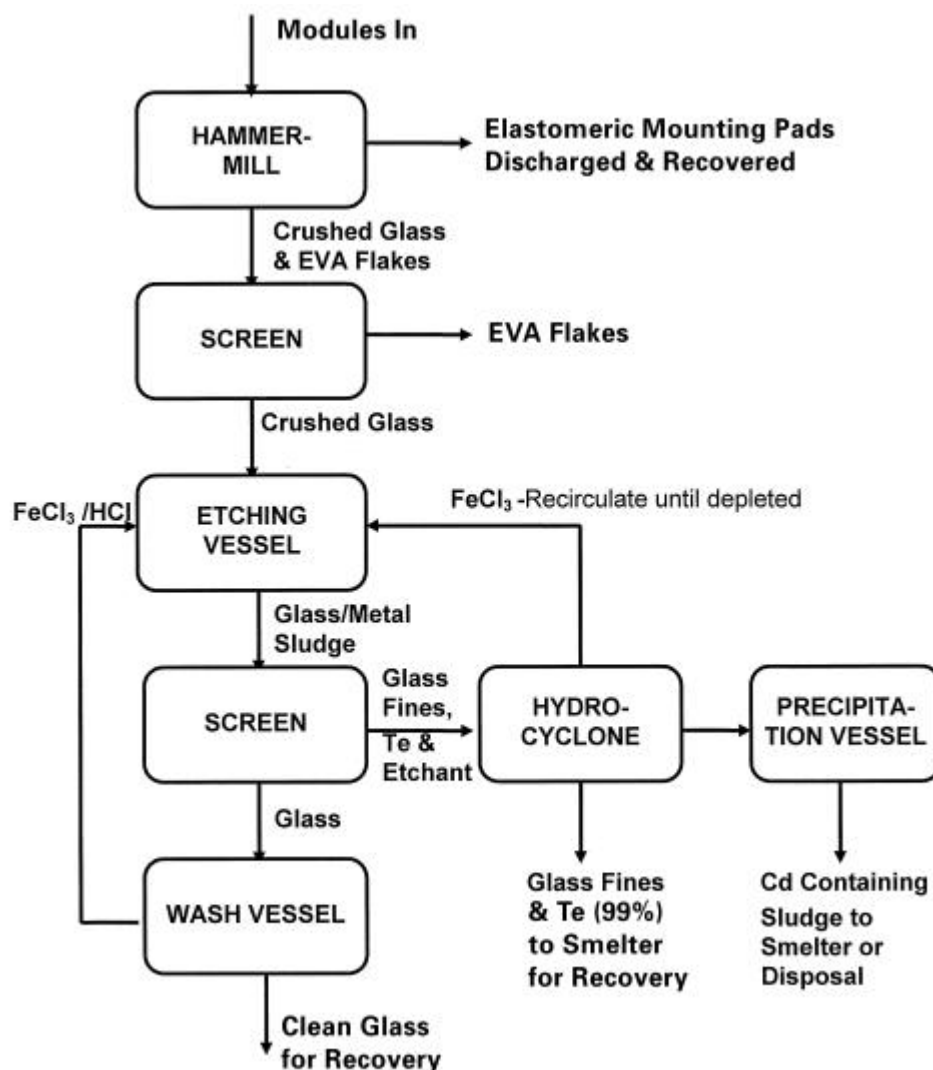 Modules In
HAMMER-
MILL
Elastomeric Mounting Pads
Discharged & Recovered
Crushed Glass
& EVA Flakes
SCREEN
EVA Flakes
Crushed Glass
FeCl₃ /HCl
ETCHING
VESSEL
FeCl₃ -Recirculate until depleted
Glass/Metal
Sludge
SCREEN
Glass
Fines,
Te &
Etchant
HYDRO-
CYCLONE
PRECIPITA-
TION VESSEL
Glass
WASH VESSEL
Glass Fines
& Te (99%)
to Smelter
for Recovery
Cd Containing
Sludge to
Smelter or
Disposal
Clean Glass
for Recovery